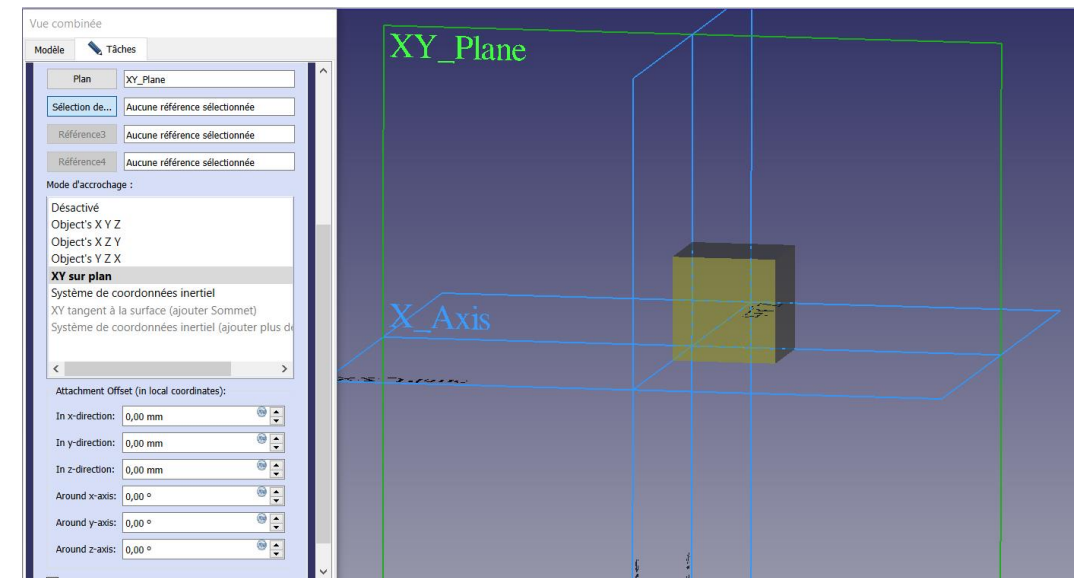 Vue combinée
Modèle
Tâches
Plan XY_Plane
Sélection de... Aucune référence sélectionnée
Référence3 Aucune référence sélectionnée
Référence4 Aucune référence sélectionnée
Mode d'accrochage :
Désactivé
Object's X Y Z
Object's X Z Y
Object's Y Z X
XY sur plan
Système de coordonnées inertiel
XY tangent à la surface (ajouter Sommet)
Système de coordonnées inertiel (ajouter plus de
Attachment Offset (in local coordinates):
In x-direction: 0,00 mm
In y-direction: 0,00 mm
In z-direction: 0,00 mm
Around x-axis: 0,00 °
Around y-axis: 0,00 °
Around z-axis: 0,00 °
XY_Plane
X_Axis